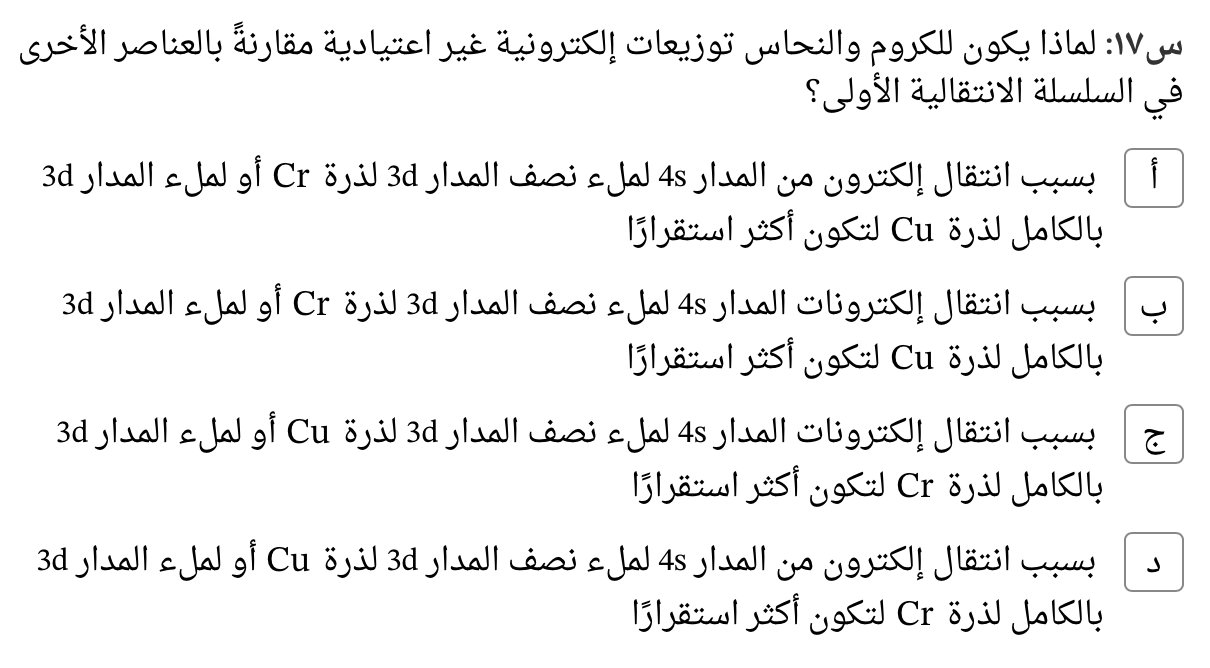 س١٧: لماذا يكون للكروم والنحاس توزيعات إلكترونية غير اعتيادية مقارنةً بالعناصر الأخرى
في السلسلة الانتقالية الأولى؟
أ بسبب انتقال إلكترون من المدار 4s لملء نصف المدار 3d لذرة Cr أو لملء المدار 3d
بالكامل لذرة Cu لتكون أكثر استقرارًا
ب بسبب انتقال إلكترونات المدار 4s لملء نصف المدار 3d لذرة Cr أو لملء المدار 3d
بالكامل لذرة Cu لتكون أكثر استقرارًا
ج بسبب انتقال إلكترونات المدار 4s لملء نصف المدار 3d لذرة Cu أو لملء المدار 3d
بالكامل لذرة Cr لتكون أكثر استقرارًا
د بسبب انتقال إلكترون من المدار 4s لملء نصف المدار 3d لذرة Cu أو لملء المدار 3d
بالكامل لذرة Cr لتكون أكثر استقرارًا